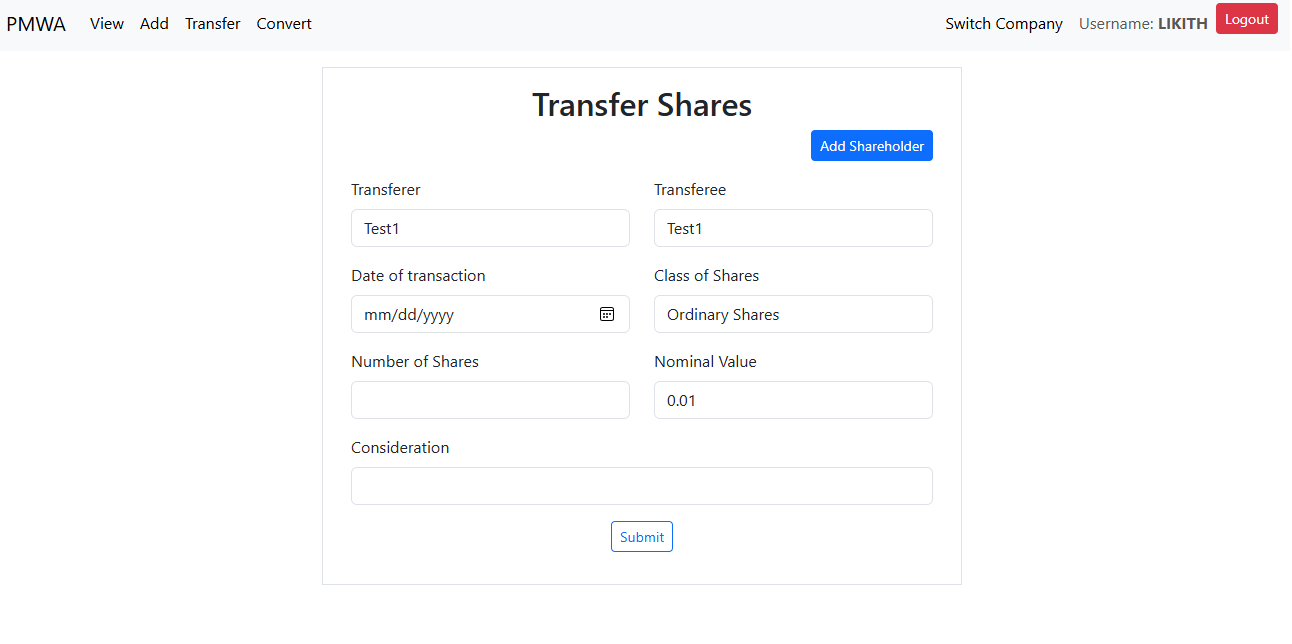 PMWA View Add Transfer Convert Switch Company Username: LIKITH Logout
Transfer Shares
Add Shareholder
Transferer Transferee
Test1 Test1
Date of transaction Class of Shares
mm/dd/yyyy Ordinary Shares
Number of Shares Nominal Value
0.01
Consideration
Submit